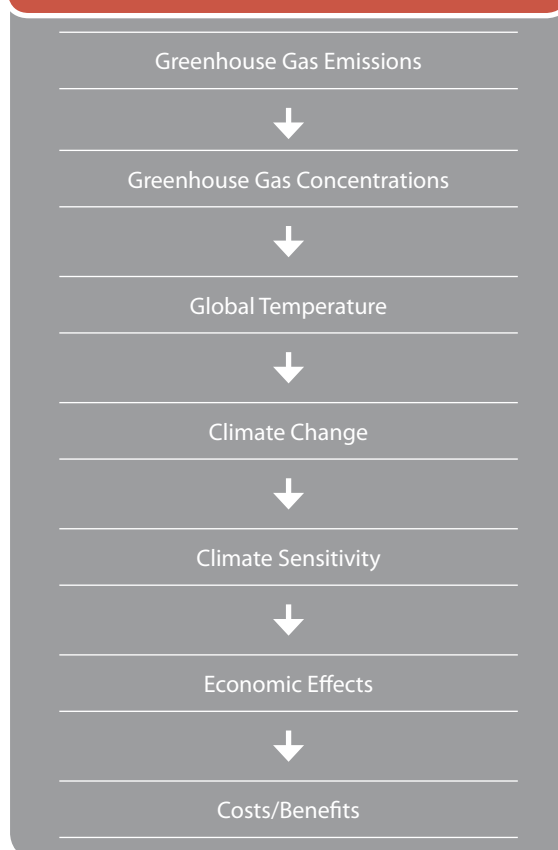 Greenhouse Gas Emissions
Greenhouse Gas Concentrations
Global Temperature
Climate Change
Climate Sensitivity
Economic Effects
Costs/Benefits